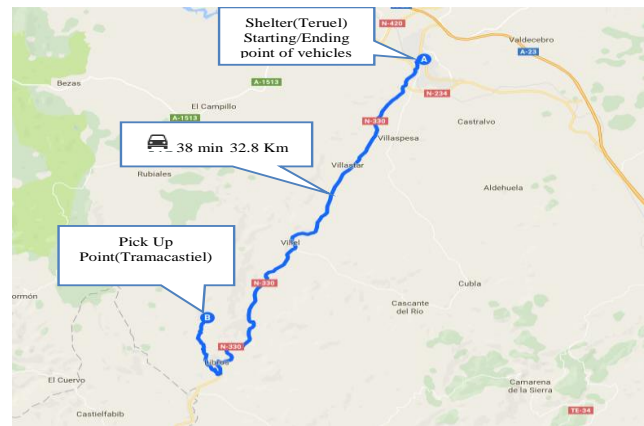 Shelter(Teruel)
Starting/Ending
point of vehicles
N-420
Valdecebro
A
A-23
A-1513
Bezas
N-234
El Campillo
A-1513
N-330
Castralvo
Villaspesa
38 min 32.8 Km
Villastar
Rubiales
Aldehuela
Pick Up
Point(Tramacastiel)
Villel
N-330
Cubla
Cascante
del Río
B
N-330
El Cuervo
Camarena
de la Sierra
Castielfabib
TE-34